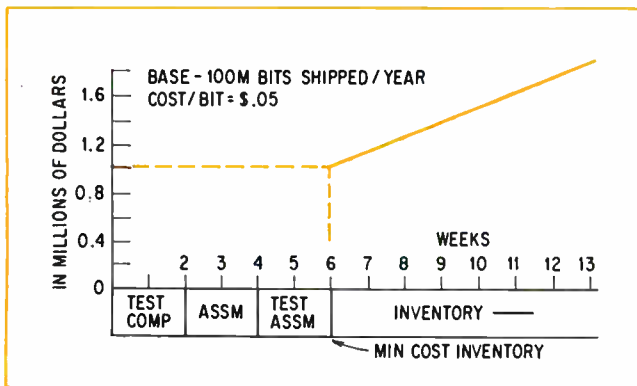 BASE - 100M BITS SHIPPED / YEAR
COST/BIT = $.05
IN MILLIONS OF DOLLARS
1.6
1.2
0.8
0.4
0
WEEKS
2 3 4 5 6 7 8 9 10 11 12 13
TEST COMP
ASSM
TEST ASSM
INVENTORY
MIN COST INVENTORY